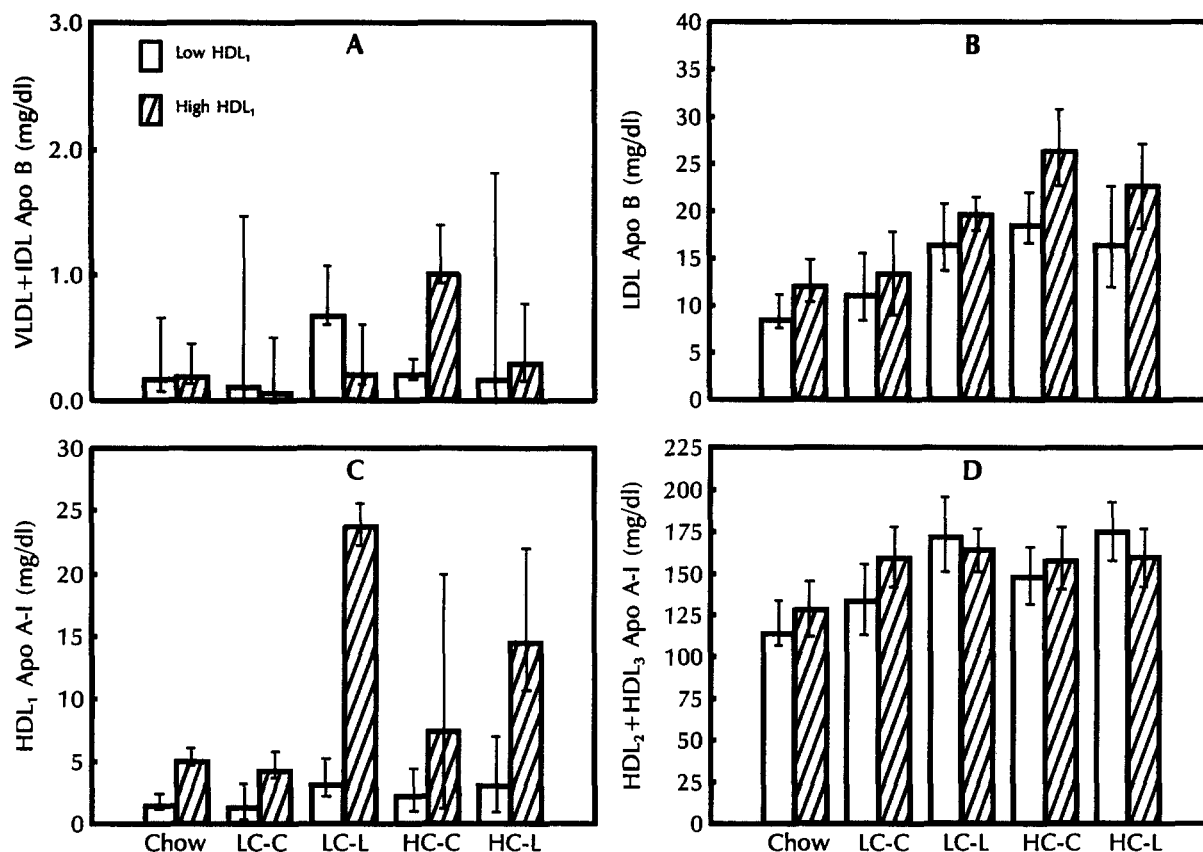 A
VLDL+IDL Apo B (mg/dl)
3.0
2.0
1.0
0.0
Low HDL₁
High HDL₁
B
LDL Apo B (mg/dl)
40
35
30
25
20
15
10
5
0
C
HDL₁ Apo A-I (mg/dl)
30
25
20
15
10
5
0
Chow LC-C LC-L HC-C HC-L
D
HDL₂+HDL₃ Apo A-I (mg/dl)
225
200
175
150
125
100
75
50
25
0
Chow LC-C LC-L HC-C HC-L